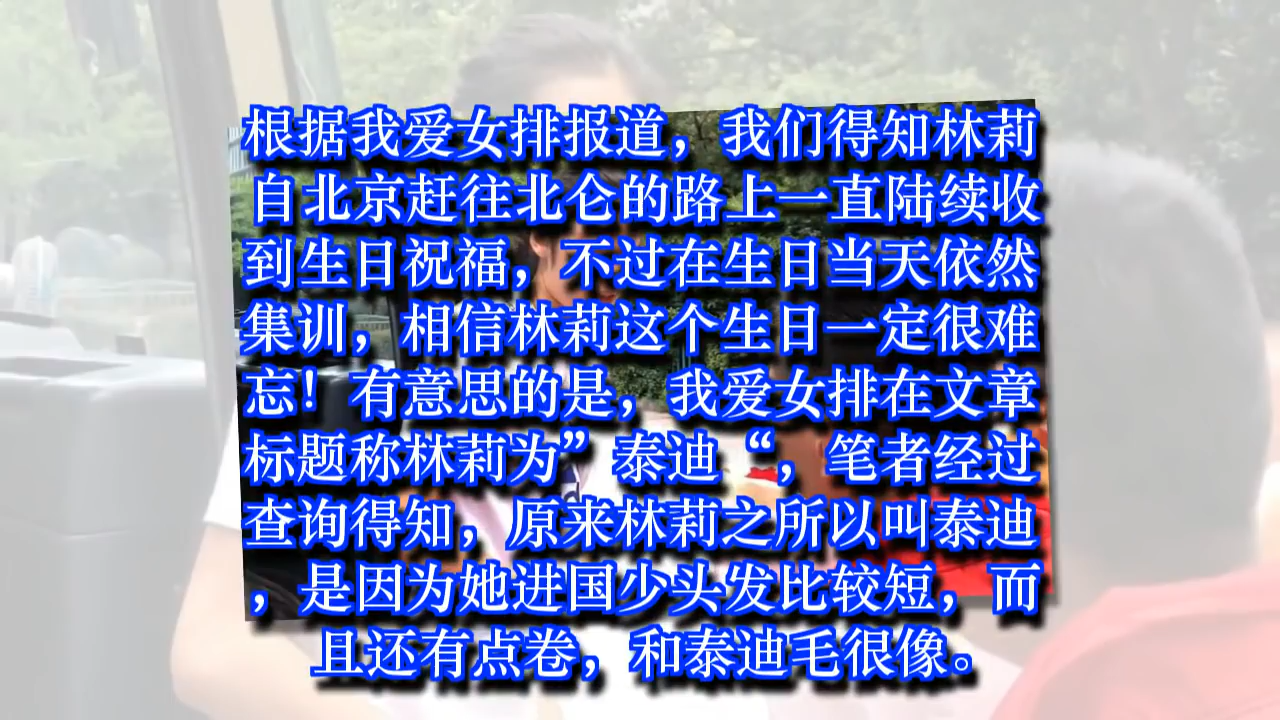 根据我爱女排报道，我们得知林莉
自北京赶往北仑的路上一直陆续收
到生日祝福，不过在生日当天依然
集训，相信林莉这个生日一定很难
忘！有意思的是，我爱女排在文章
标题称林莉为”泰迪“，笔者经过
查询得知，原来林莉之所以叫泰迪
，是因为她进国少头发比较短，而
且还有点卷，和泰迪毛很像。